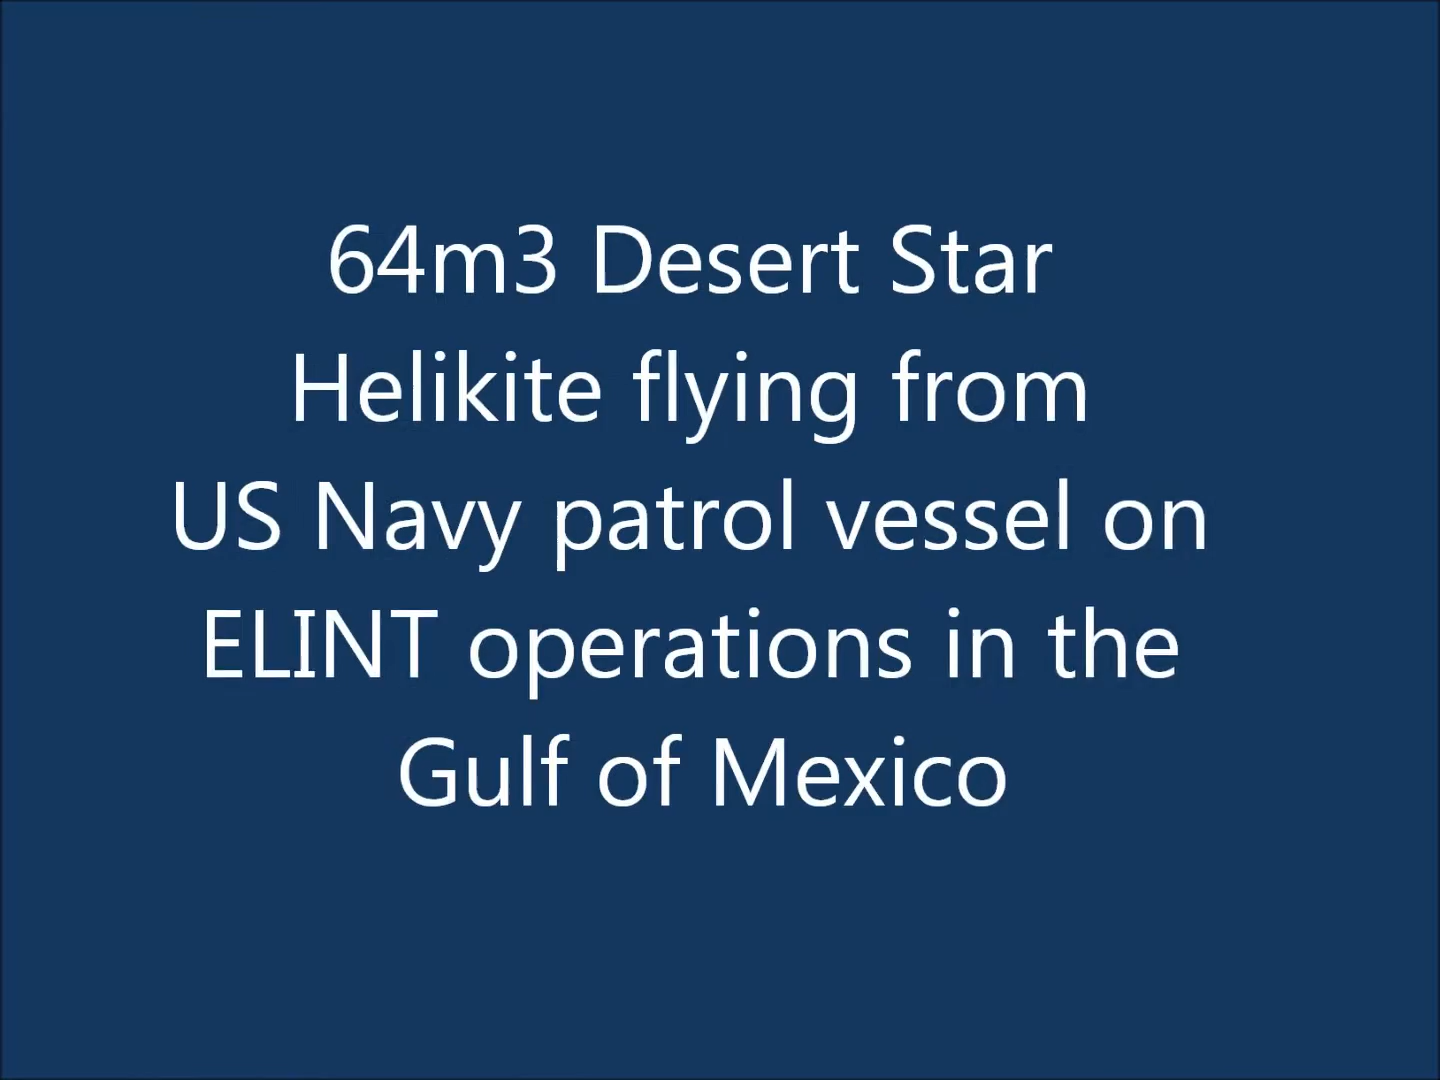 64m3 Desert Star
Helikite flying from
US Navy patrol vessel on
ELINT operations in the
Gulf of Mexico